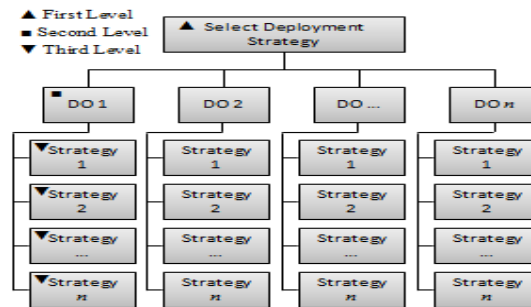 ▲ First Level
■ Second Level
▼ Third Level
▲ Select Deployment
Strategy
■ DO 1
DO 2
DO ...
DO n
▼ Strategy
1
▼ Strategy
2
▼ Strategy
...
▼ Strategy
n
Strategy
1
Strategy
2
Strategy
...
Strategy
n
Strategy
1
Strategy
2
Strategy
...
Strategy
n
Strategy
1
Strategy
2
Strategy
...
Strategy
n